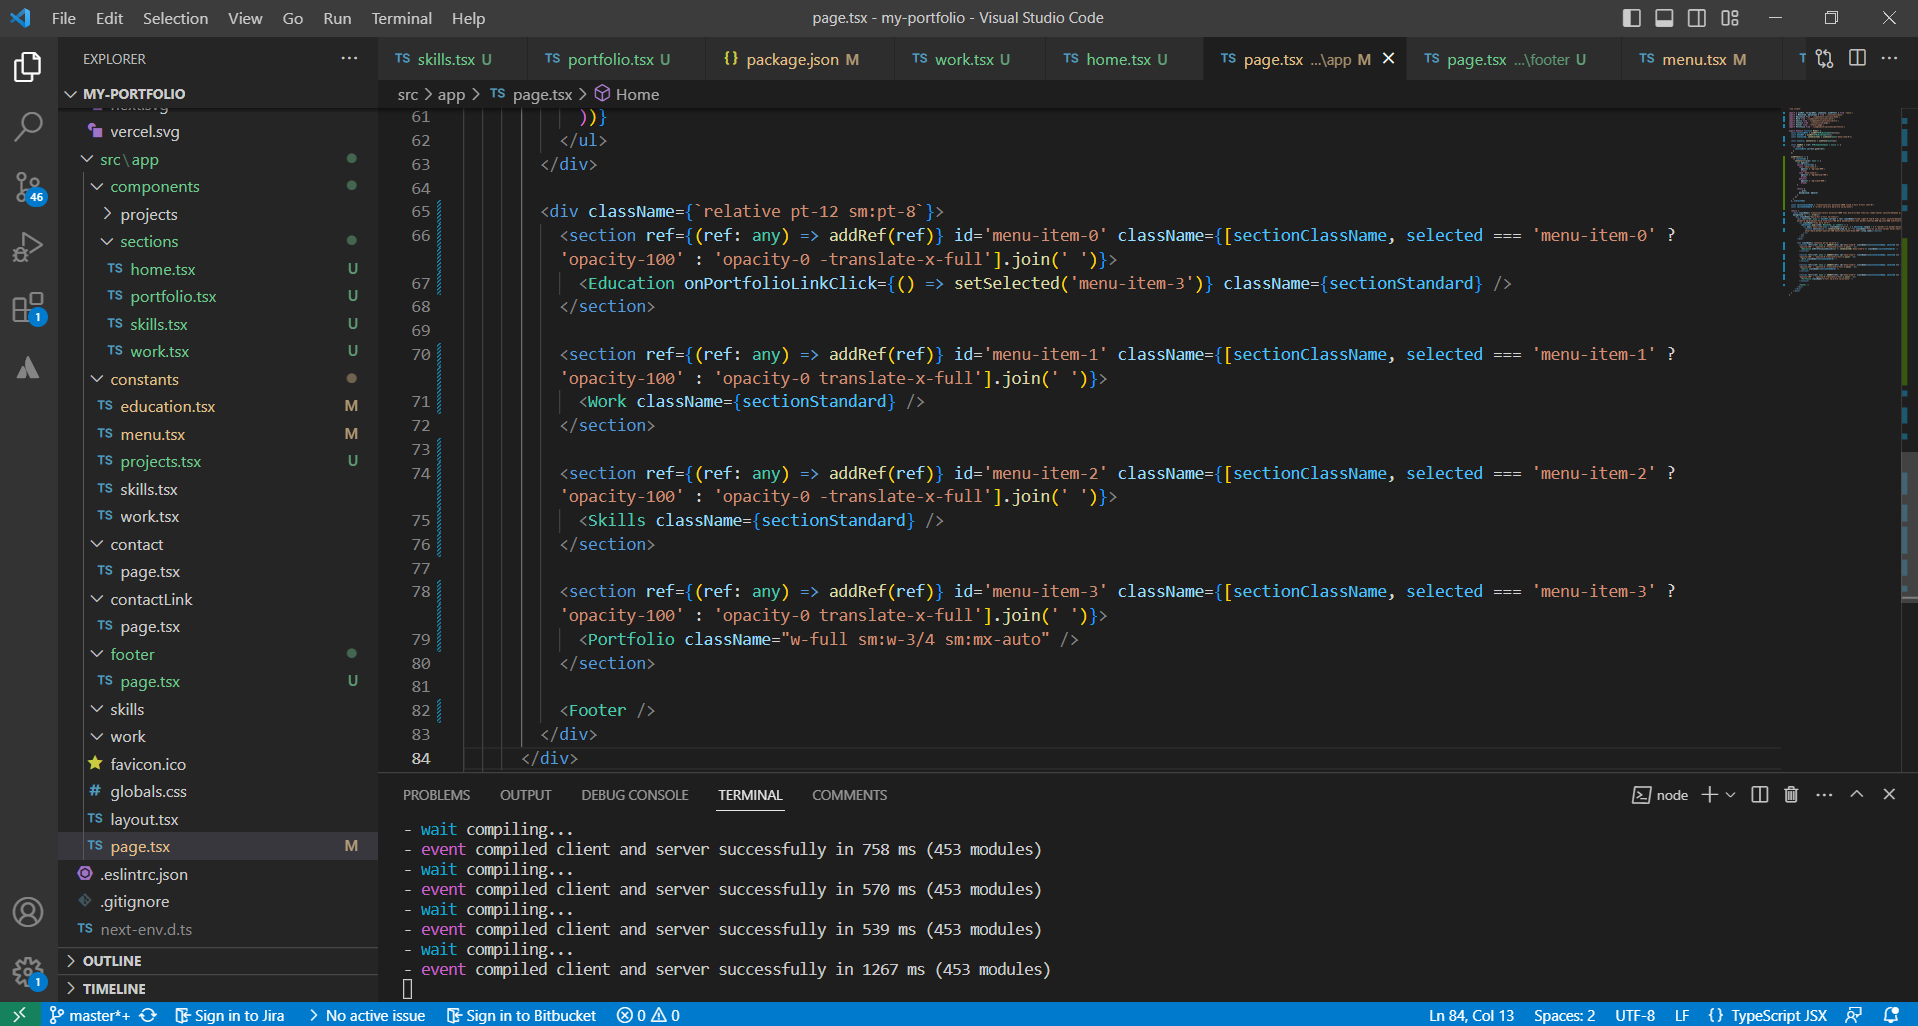 File Edit Selection View Go Run Terminal Help
page.tsx - my-portfolio - Visual Studio Code
EXPLORER
skills.tsx U
portfolio.tsx U
package.json M
work.tsx U
home.tsx U
page.tsx ...\app M
page.tsx ...\footer U
menu.tsx M
MY-PORTFOLIO
src > app > TS page.tsx > Home
vercel.svg
src\app
components
projects
sections
TS home.tsx U
TS portfolio.tsx U
TS skills.tsx U
TS work.tsx U
constants
TS education.tsx M
TS menu.tsx M
TS projects.tsx U
TS skills.tsx
TS work.tsx
contact
TS page.tsx
contactLink
TS page.tsx
footer
TS page.tsx U
skills
work
favicon.ico
# globals.css
TS layout.tsx
TS page.tsx M
.eslintrc.json
.gitignore
TS next-env.d.ts
OUTLINE
TIMELINE
46
1
1
61 ))}
62 </ul>
63 </div>
64
65 <div className={`relative pt-12 sm:pt-8`}>
66 <section ref={(ref: any) => addRef(ref)} id='menu-item-0' className={[sectionClassName, selected === 'menu-item-0' ?
'opacity-100' : 'opacity-0 -translate-x-full'].join(' ')}>
67 <Education onPortfolioLinkClick={() => setSelected('menu-item-3')} className={sectionStandard} />
68 </section>
69
70 <section ref={(ref: any) => addRef(ref)} id='menu-item-1' className={[sectionClassName, selected === 'menu-item-1' ?
'opacity-100' : 'opacity-0 translate-x-full'].join(' ')}>
71 <Work className={sectionStandard} />
72 </section>
73
74 <section ref={(ref: any) => addRef(ref)} id='menu-item-2' className={[sectionClassName, selected === 'menu-item-2' ?
'opacity-100' : 'opacity-0 -translate-x-full'].join(' ')}>
75 <Skills className={sectionStandard} />
76 </section>
77
78 <section ref={(ref: any) => addRef(ref)} id='menu-item-3' className={[sectionClassName, selected === 'menu-item-3' ?
'opacity-100' : 'opacity-0 translate-x-full'].join(' ')}>
79 <Portfolio className="w-full sm:w-3/4 sm:mx-auto" />
80 </section>
81
82 <Footer />
83 </div>
84 </div>
PROBLEMS OUTPUT DEBUG CONSOLE TERMINAL COMMENTS
node
- wait compiling...
- event compiled client and server successfully in 758 ms (453 modules)
- wait compiling...
- event compiled client and server successfully in 570 ms (453 modules)
- wait compiling...
- event compiled client and server successfully in 539 ms (453 modules)
- wait compiling...
- event compiled client and server successfully in 1267 ms (453 modules)
master*+ Sign in to Jira No active issue Sign in to Bitbucket 0 0
Ln 84, Col 13 Spaces: 2 UTF-8 LF {} TypeScript JSX